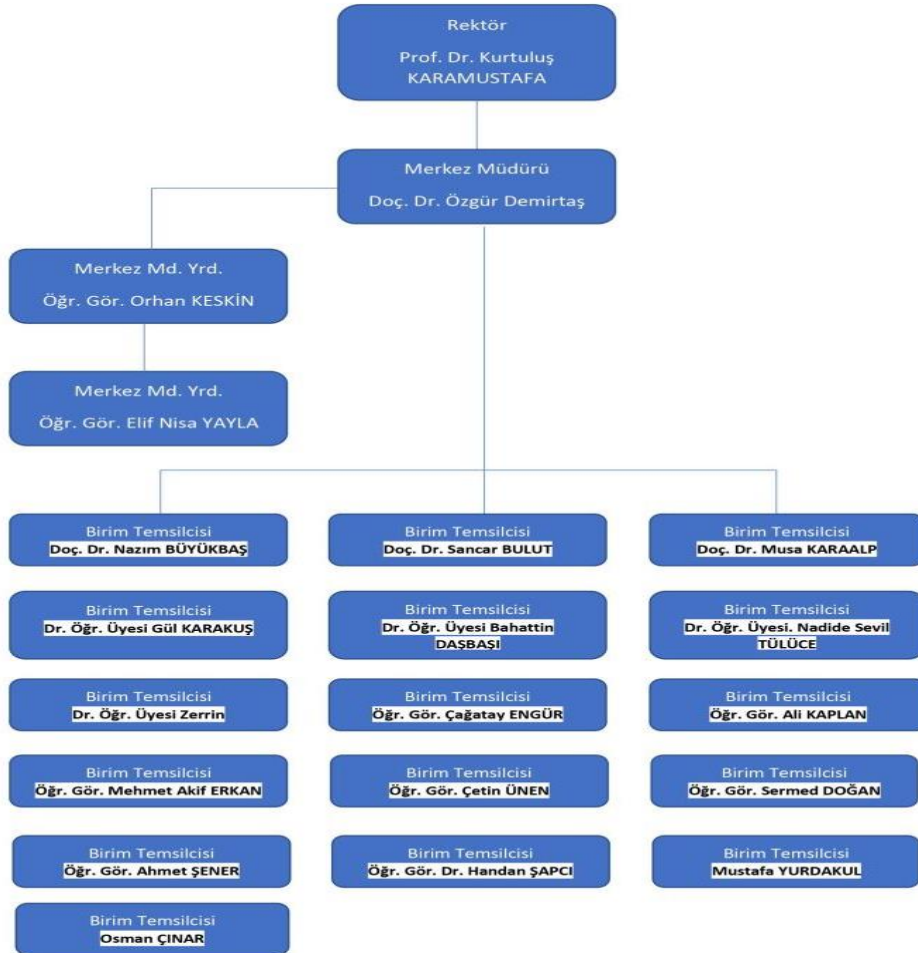 Rektör
Prof. Dr. Kurtuluş
KARAMUSTAFA
Merkez Müdürü
Doç. Dr. Özgür Demirtaş
Merkez Md. Yrd.
Öğr. Gör. Orhan KESKİN
Merkez Md. Yrd.
Öğr. Gör. Elif Nisa YAYLA
Birim Temsilcisi
Doç. Dr. Nazım BÜYÜKBAŞ
Birim Temsilcisi
Doç. Dr. Sancar BULUT
Birim Temsilcisi
Doç. Dr. Musa KARAALP
Birim Temsilcisi
Dr. Öğr. Üyesi Gül KARAKUŞ
Birim Temsilcisi
Dr. Öğr. Üyesi Bahattin
DAŞBAŞI
Birim Temsilcisi
Dr. Öğr. Üyesi. Nadide Sevil
TÜLÜCE
Birim Temsilcisi
Dr. Öğr. Üyesi Zerrin
Birim Temsilcisi
Öğr. Gör. Çağatay ENGÜR
Birim Temsilcisi
Öğr. Gör. Ali KAPLAN
Birim Temsilcisi
Öğr. Gör. Mehmet Akif ERKAN
Birim Temsilcisi
Öğr. Gör. Çetin ÜNEN
Birim Temsilcisi
Öğr. Gör. Sermed DOĞAN
Birim Temsilcisi
Öğr. Gör. Ahmet ŞENER
Birim Temsilcisi
Öğr. Gör. Dr. Handan ŞAPCI
Birim Temsilcisi
Mustafa YURDAKUL
Birim Temsilcisi
Osman ÇINAR